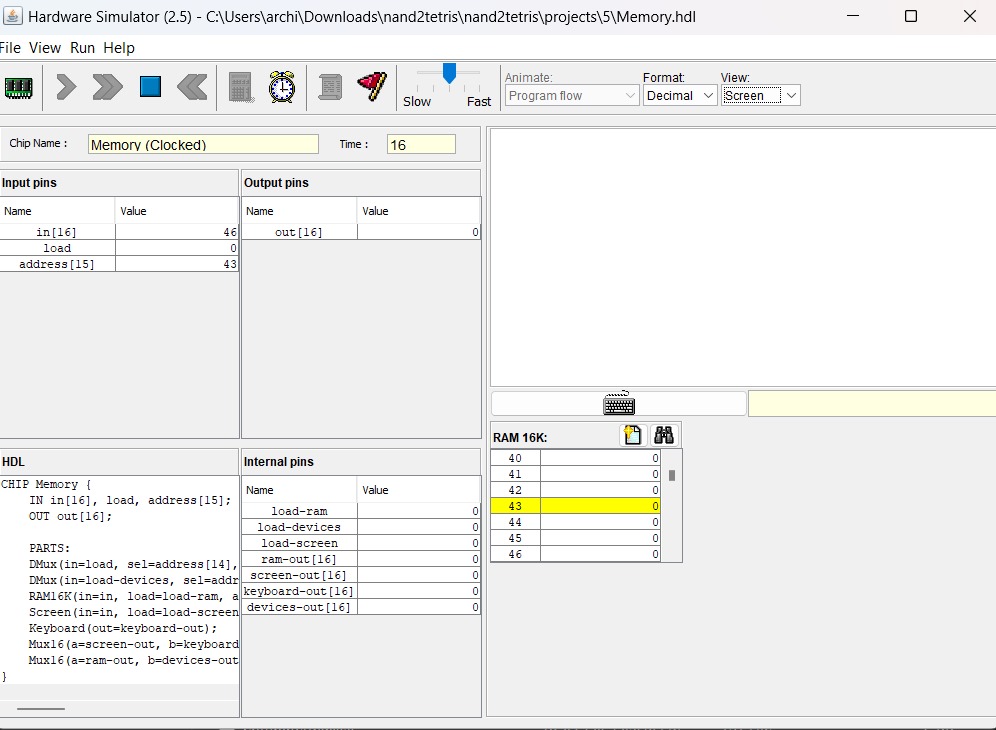 Hardware Simulator (2.5) - C:\Users\archi\Downloads\nand2tetris\nand2tetris\projects\5\Memory.hdl
File View Run Help
Slow Fast
Animate: Format: View:
Program flow Decimal Screen
Chip Name : Memory (Clocked) Time : 16
Input pins
Name Value
in[16] 46
load 0
address[15] 43
Output pins
Name Value
out[16] 0
HDL
CHIP Memory {
IN in[16], load, address[15];
OUT out[16];
PARTS:
DMux(in=load, sel=address[14],
DMux(in=load-devices, sel=addr
RAM16K(in=in, load=load-ram, a
Screen(in=in, load=load-screen
Keyboard(out=keyboard-out);
Mux16(a=screen-out, b=keyboard
Mux16(a=ram-out, b=devices-out
}
Internal pins
Name Value
load-ram 0
load-devices 0
load-screen 0
ram-out[16] 0
screen-out[16] 0
keyboard-out[16] 0
devices-out[16] 0
RAM 16K:
40 0
41 0
42 0
43 0
44 0
45 0
46 0